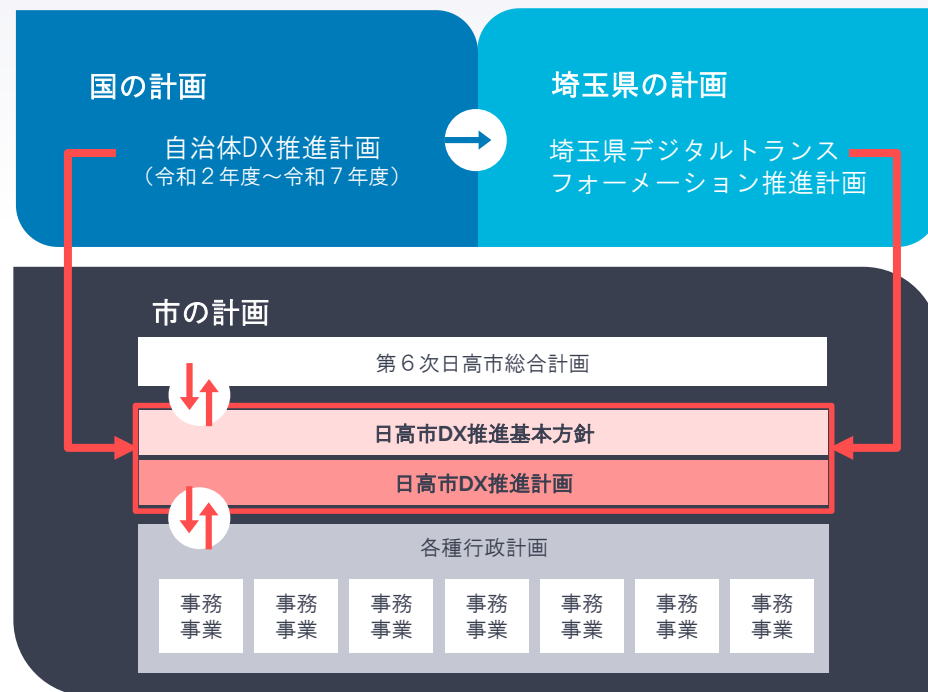 国の計画
自治体DX推進計画
（令和２年度～令和７年度）
埼玉県の計画
埼玉県デジタルトランス
フォーメーション推進計画
市の計画
第６次日高市総合計画
日高市DX推進基本方針
日高市DX推進計画
各種行政計画
事務
事業
事務
事業
事務
事業
事務
事業
事務
事業
事務
事業
事務
事業